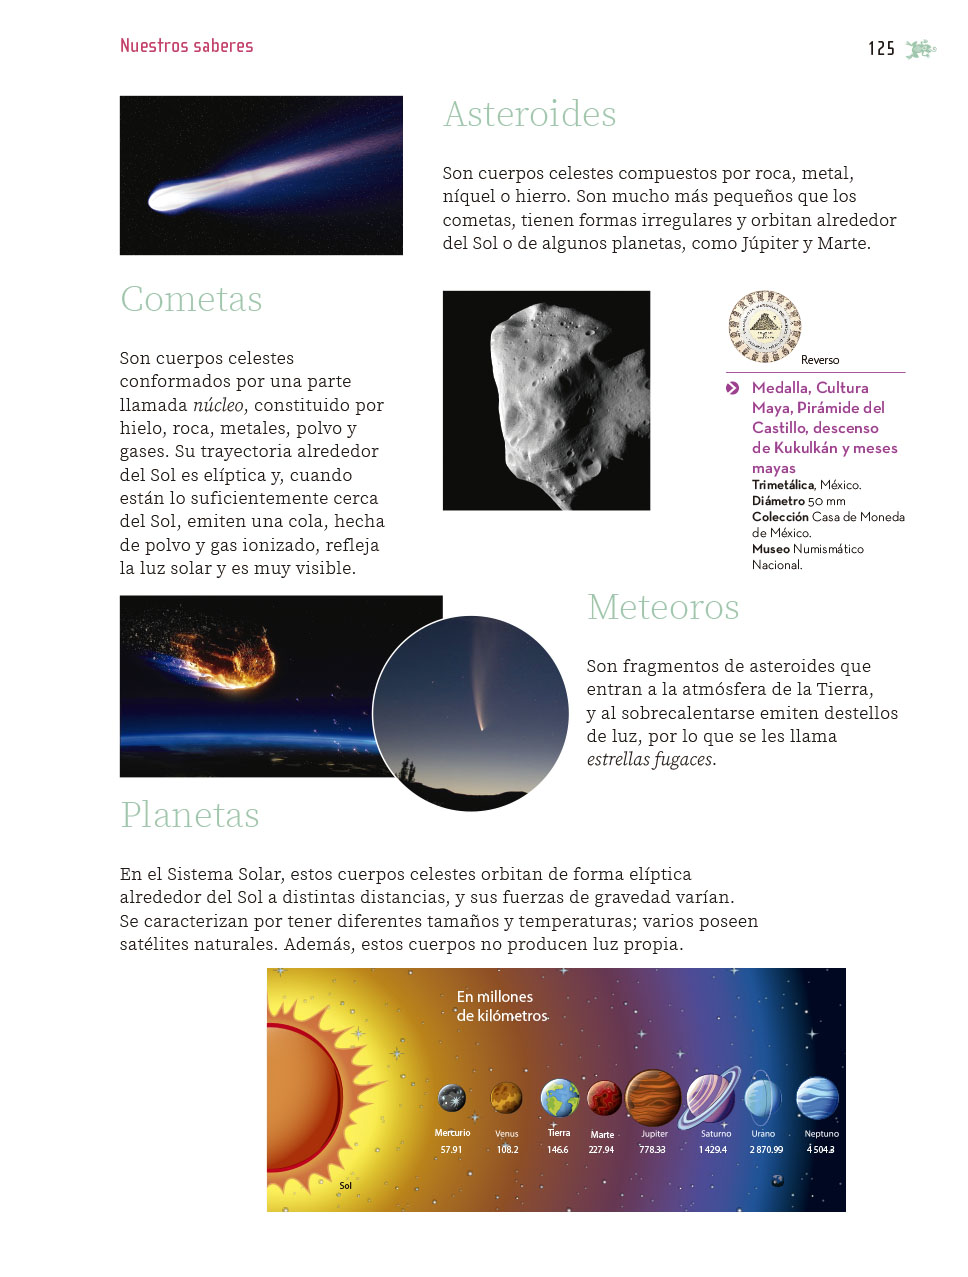 Nuestros saberes
125
Asteroides
Son cuerpos celestes compuestos por roca, metal,
níquel o hierro. Son mucho más pequeños que los
cometas, tienen formas irregulares y orbitan alrededor
del Sol o de algunos planetas, como Júpiter y Marte.
Cometas
Son cuerpos celestes
conformados por una parte
llamada núcleo, constituido por
hielo, roca, metales, polvo y
gases. Su trayectoria alrededor
del Sol es elíptica y, cuando
están lo suficientemente cerca
del Sol, emiten una cola, hecha
de polvo y gas ionizado, refleja
la luz solar y es muy visible.
Reverso
Medalla, Cultura
Maya, Pirámide del
Castillo, descenso
de Kukulkán y meses
mayas
Trimetálica, México.
Diámetro 50 mm
Colección Casa de Moneda
de México.
Museo Numismático
Nacional.
Meteoros
Son fragmentos de asteroides que
entran a la atmósfera de la Tierra,
y al sobrecalentarse emiten destellos
de luz, por lo que se les llama
estrellas fugaces.
Planetas
En el Sistema Solar, estos cuerpos celestes orbitan de forma elíptica
alrededor del Sol a distintas distancias, y sus fuerzas de gravedad varían.
Se caracterizan por tener diferentes tamaños y temperaturas; varios poseen
satélites naturales. Además, estos cuerpos no producen luz propia.
En millones
de kilómetros
Mercurio Venus Tierra Marte Jupiter Saturno Urano Neptuno
57.91 108.2 146.6 227.94 778.33 1 429.4 2 870.99 4 504.3
Sol